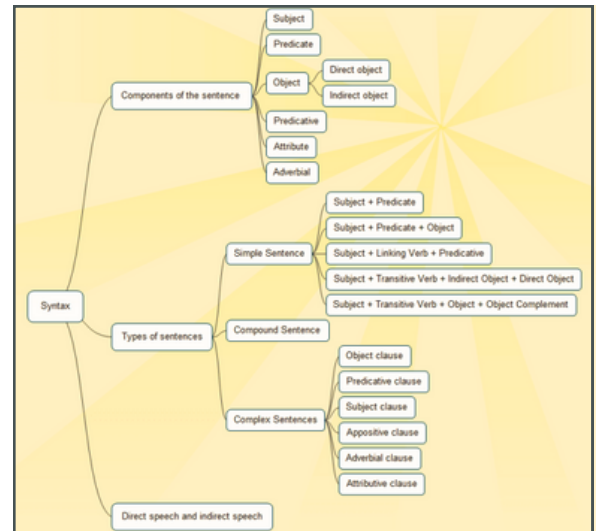 Subject
Predicate
Object
Direct object
Indirect object
Predicative
Attribute
Adverbial
Components of the sentence
Subject + Predicate
Subject + Predicate + Object
Simple Sentence
Subject + Linking Verb + Predicative
Subject + Transitive Verb + Indirect Object + Direct Object
Subject + Transitive Verb + Object + Object Complement
Syntax
Types of sentences
Compound Sentence
Object clause
Predicative clause
Subject clause
Complex Sentences
Appositive clause
Adverbial clause
Attributive clause
Direct speech and indirect speech